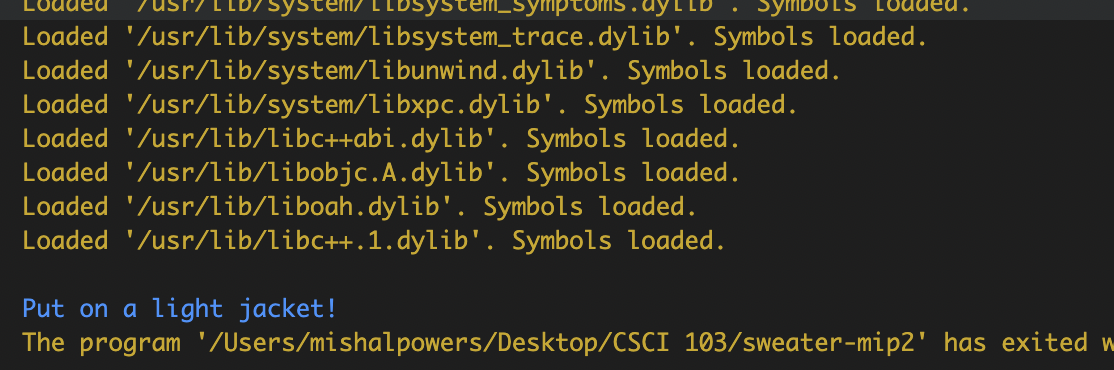 Loaded '/usr/lib/system/libsystem_symptoms.dylib'. Symbols loaded.
Loaded '/usr/lib/system/libsystem_trace.dylib'. Symbols loaded.
Loaded '/usr/lib/system/libunwind.dylib'. Symbols loaded.
Loaded '/usr/lib/system/libxpc.dylib'. Symbols loaded.
Loaded '/usr/lib/libc++abi.dylib'. Symbols loaded.
Loaded '/usr/lib/libobjc.A.dylib'. Symbols loaded.
Loaded '/usr/lib/liboah.dylib'. Symbols loaded.
Loaded '/usr/lib/libc++.1.dylib'. Symbols loaded.
Put on a light jacket!
The program '/Users/mishalpowers/Desktop/CSCI 103/sweater-mip2' has exited w